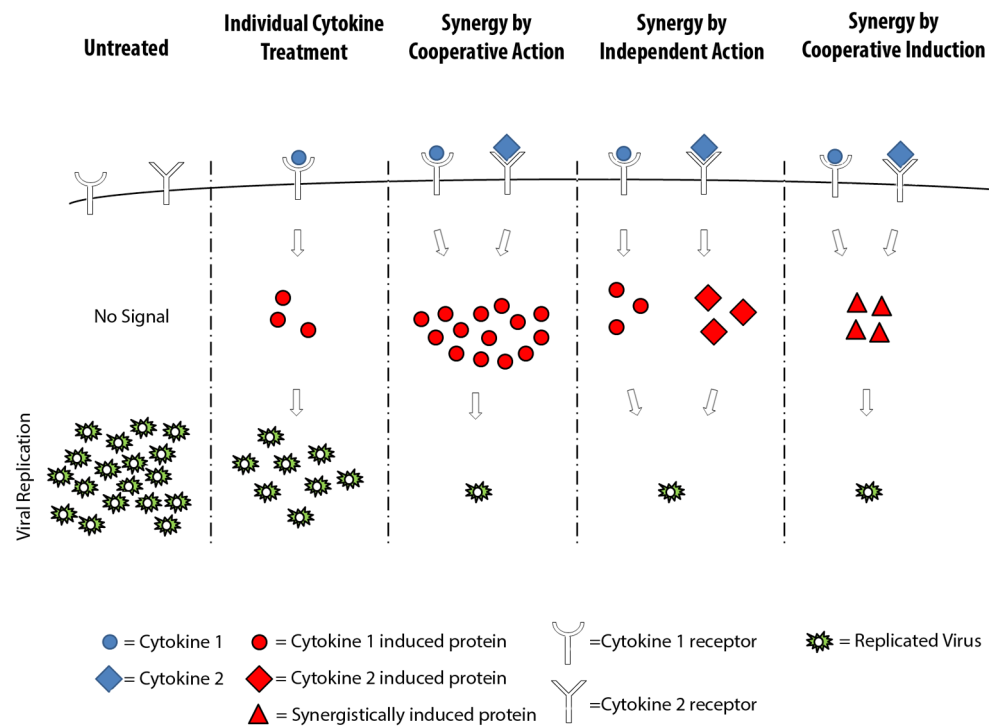 Untreated
Individual Cytokine
Treatment
Synergy by
Cooperative Action
Synergy by
Independent Action
Synergy by
Cooperative Induction
No Signal
Viral Replication
= Cytokine 1
= Cytokine 2
= Cytokine 1 induced protein
= Cytokine 2 induced protein
= Synergistically induced protein
=Cytokine 1 receptor
=Cytokine 2 receptor
= Replicated Virus